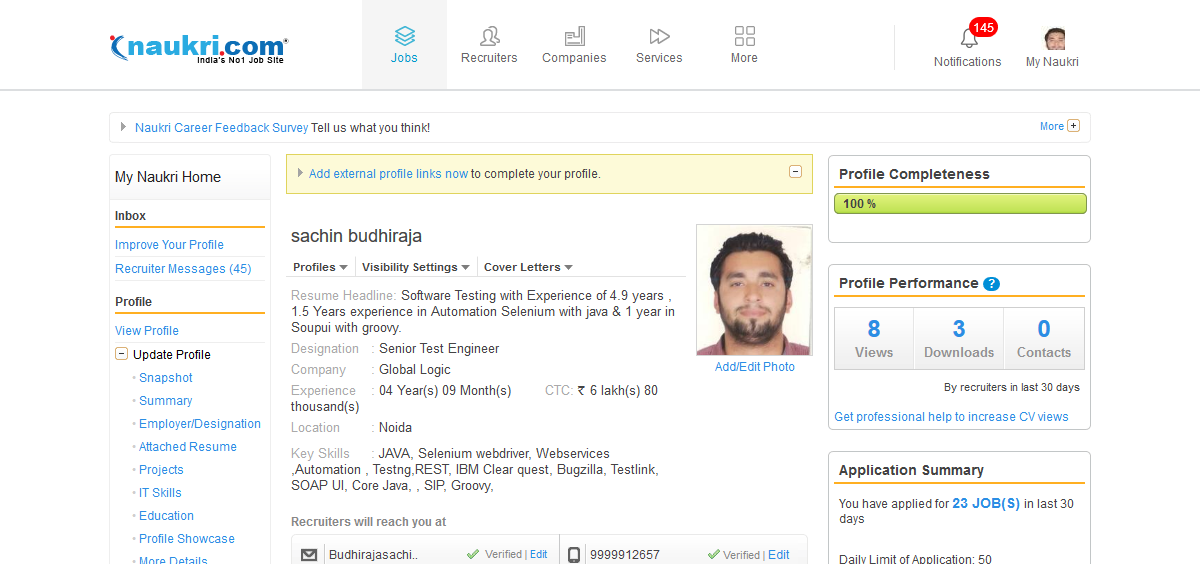 naukri.com
India's No1 Job Site
Jobs
Recruiters
Companies
Services
More
145
Notifications
My Naukri
Naukri Career Feedback Survey Tell us what you think!
More
My Naukri Home
Inbox
Improve Your Profile
Recruiter Messages (45)
Profile
View Profile
Update Profile
Snapshot
Summary
Employer/Designation
Attached Resume
Projects
IT Skills
Education
Profile Showcase
More Details
Add external profile links now to complete your profile.
sachin budhiraja
Profiles
Visibility Settings
Cover Letters
Resume Headline: Software Testing with Experience of 4.9 years ,
1.5 Years experience in Automation Selenium with java & 1 year in
Soupui with groovy.
Designation : Senior Test Engineer
Company : Global Logic
Experience : 04 Year(s) 09 Month(s) CTC: ₹ 6 lakh(s) 80
thousand(s)
Location : Noida
Key Skills : JAVA, Selenium webdriver, Webservices
,Automation , Testng,REST, IBM Clear quest, Bugzilla, Testlink,
SOAP UI, Core Java, , SIP, Groovy,
Add/Edit Photo
Recruiters will reach you at
Budhirajasachi.. Verified | Edit
9999912657 Verified | Edit
Profile Completeness
100 %
Profile Performance ?
8 3 0
Views Downloads Contacts
By recruiters in last 30 days
Get professional help to increase CV views
Application Summary
You have applied for 23 JOB(S) in last 30
days
Daily Limit of Application: 50